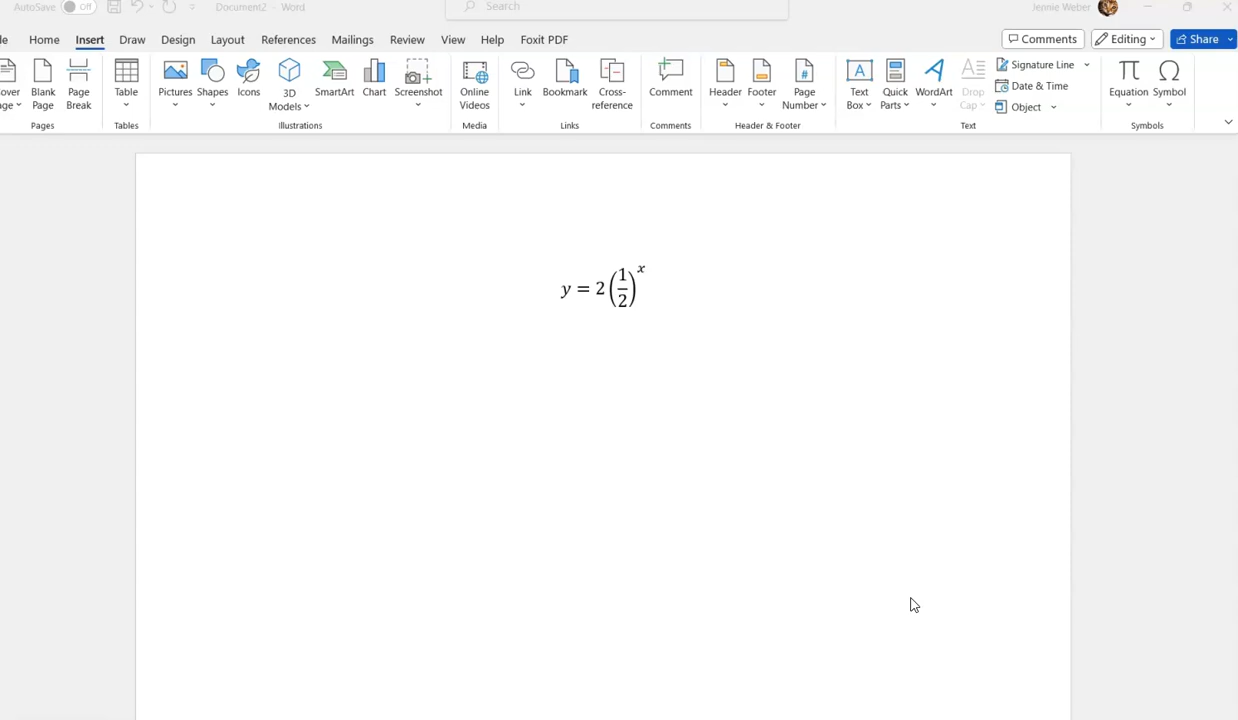 AutoSave Off Document2 - Word Search Jennie Weber
Home Insert Draw Design Layout References Mailings Review View Help Foxit PDF Comments Editing Share
Blank Page
Page Break
Table
Pictures
Shapes
Icons
3D Models
SmartArt
Chart
Screenshot
Online Videos
Link
Bookmark
Cross-reference
Comment
Header
Footer
Page Number
Text Box
Quick Parts
WordArt
Drop Cap
Signature Line
Date & Time
Object
Equation
Symbol
Pages Tables Illustrations Media Links Comments Header & Footer Text Symbols
y = 2(1/2)^x